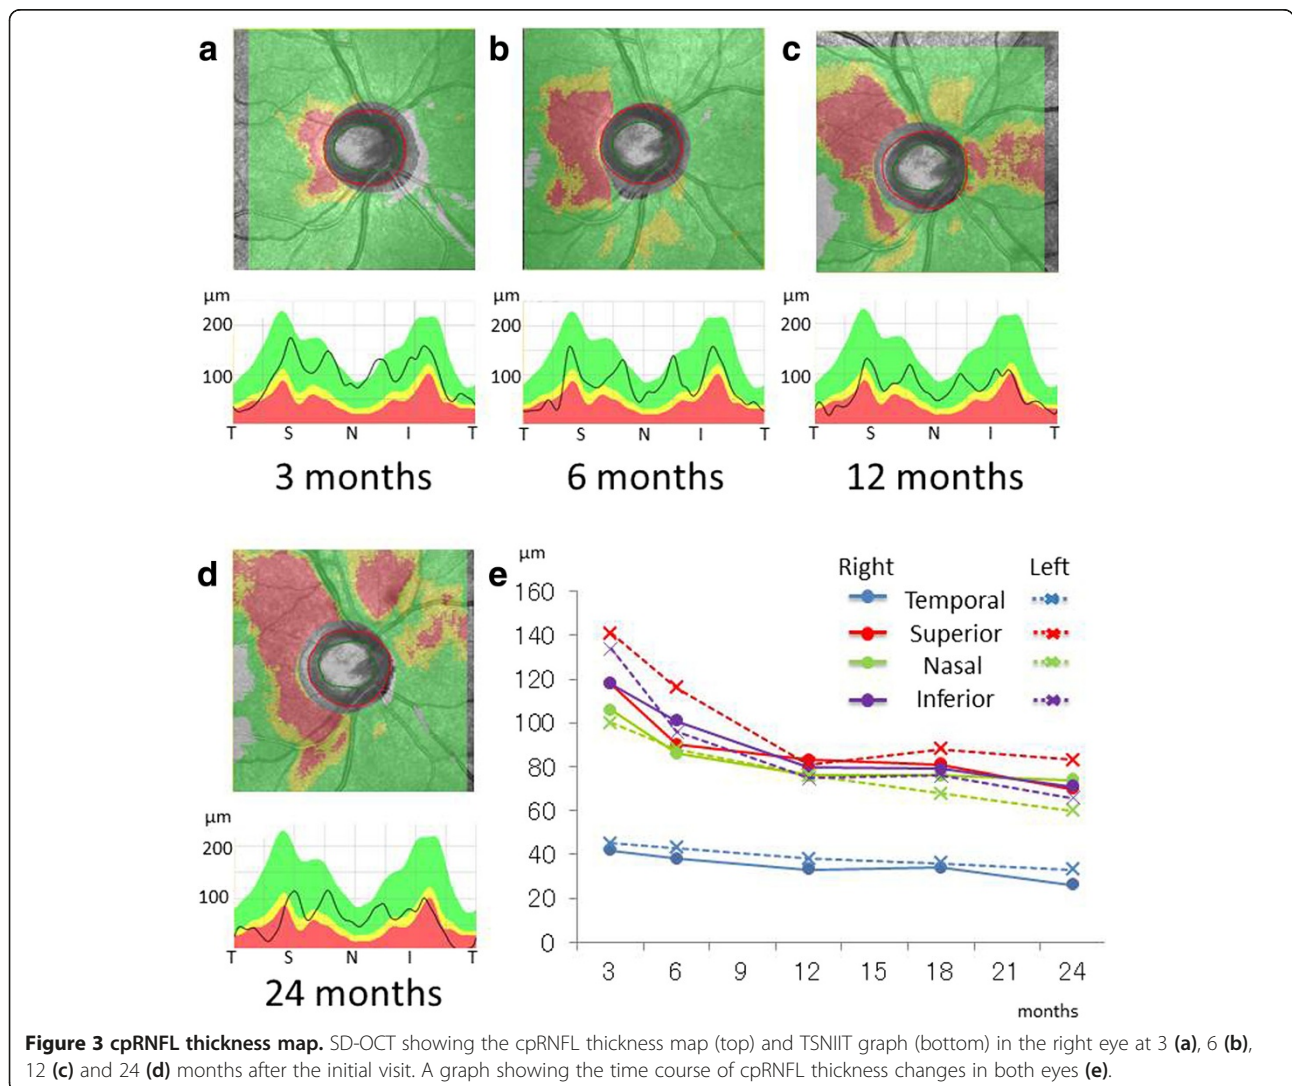 a
b
c
µm
200
100
T S N I T
3 months
µm
200
100
T S N I T
6 months
µm
200
100
T S N I T
12 months
d
µm
200
100
T S N I T
24 months
e
µm
Right Left
Temporal
Superior
Nasal
Inferior
160
140
120
100
80
60
40
20
0
3 6 9 12 15 18 21 24
months
Figure 3 cpRNFL thickness map. SD-OCT showing the cpRNFL thickness map (top) and TSNIIT graph (bottom) in the right eye at 3 (a), 6 (b),
12 (c) and 24 (d) months after the initial visit. A graph showing the time course of cpRNFL thickness changes in both eyes (e).